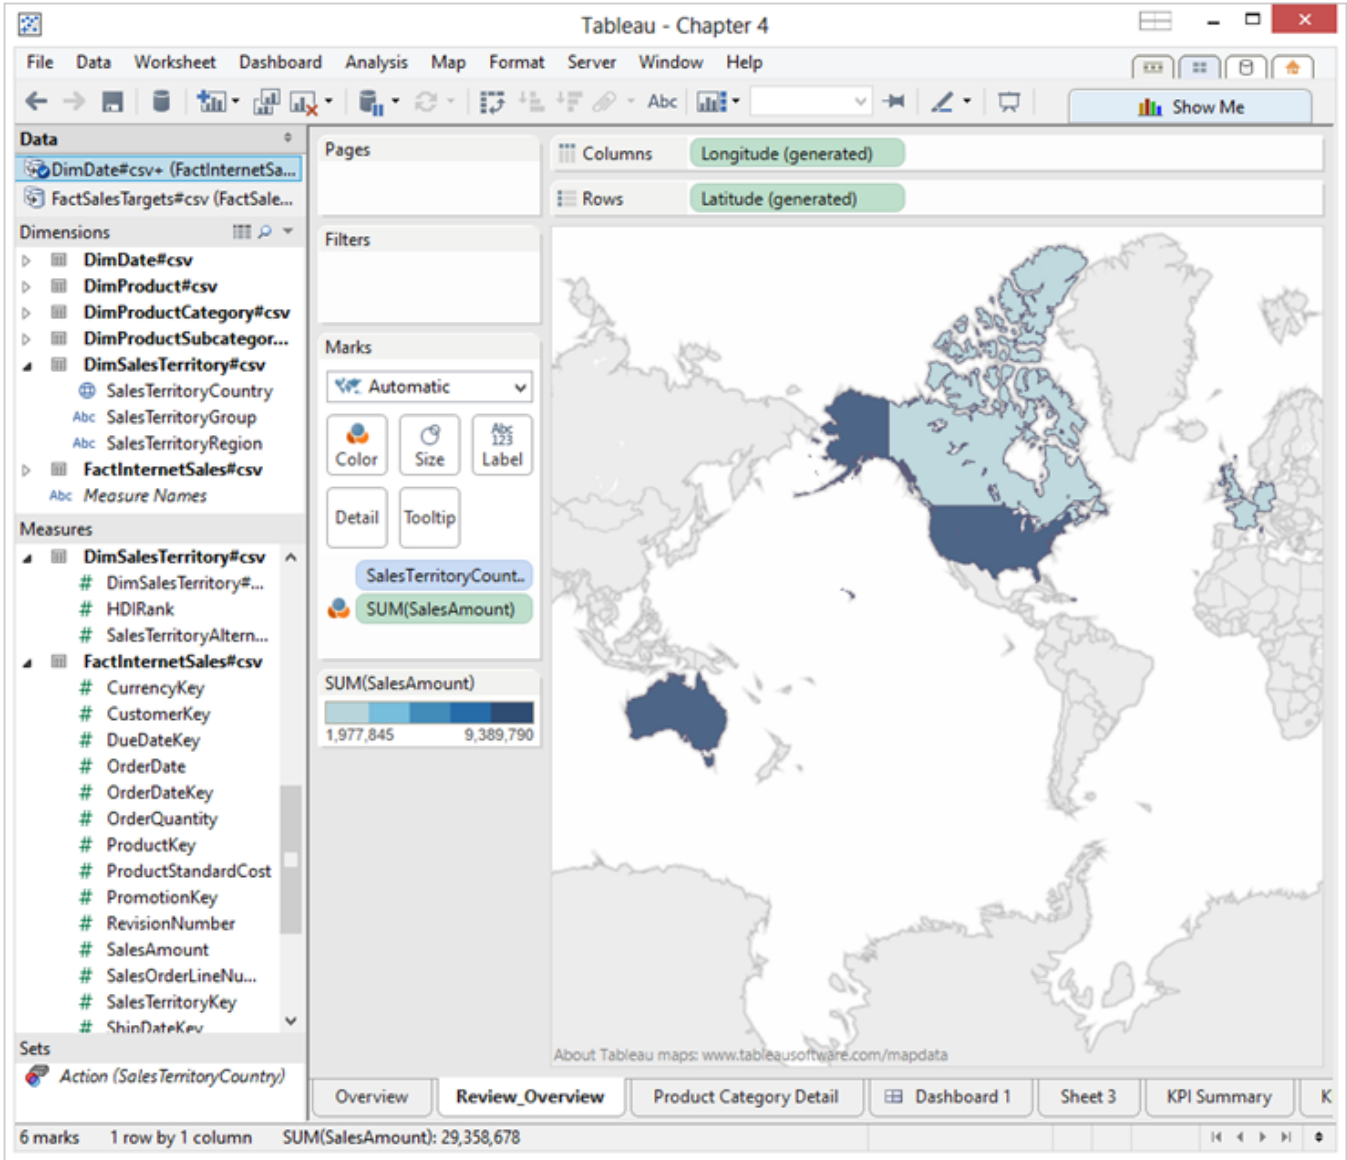 Tableau - Chapter 4
File Data Worksheet Dashboard Analysis Map Format Server Window Help
Abc
Show Me
Data
DimDate#csv+ (FactInternetSa...
FactSalesTargets#csv (FactSale...
Dimensions
DimDate#csv
DimProduct#csv
DimProductCategory#csv
DimProductSubcategor...
DimSalesTerritory#csv
SalesTerritoryCountry
Abc SalesTerritoryGroup
Abc SalesTerritoryRegion
FactInternetSales#csv
Abc Measure Names
Measures
DimSalesTerritory#csv
# DimSalesTerritory#...
# HDIRank
# SalesTerritoryAltern...
FactInternetSales#csv
# CurrencyKey
# CustomerKey
# DueDateKey
# OrderDate
# OrderDateKey
# OrderQuantity
# ProductKey
# ProductStandardCost
# PromotionKey
# RevisionNumber
# SalesAmount
# SalesOrderLineNu...
# SalesTerritoryKey
# ShipDateKey
Sets
Action (SalesTerritoryCountry)
Pages
Filters
Marks
Automatic
Color
Size
Abc
123
Label
Detail
Tooltip
SalesTerritoryCount..
SUM(SalesAmount)
SUM(SalesAmount)
1,977,845 9,389,790
Columns Longitude (generated)
Rows Latitude (generated)
About Tableau maps: www.tableausoftware.com/mapdata
Overview Review_Overview Product Category Detail Dashboard 1 Sheet 3 KPI Summary K
6 marks 1 row by 1 column SUM(SalesAmount): 29,358,678